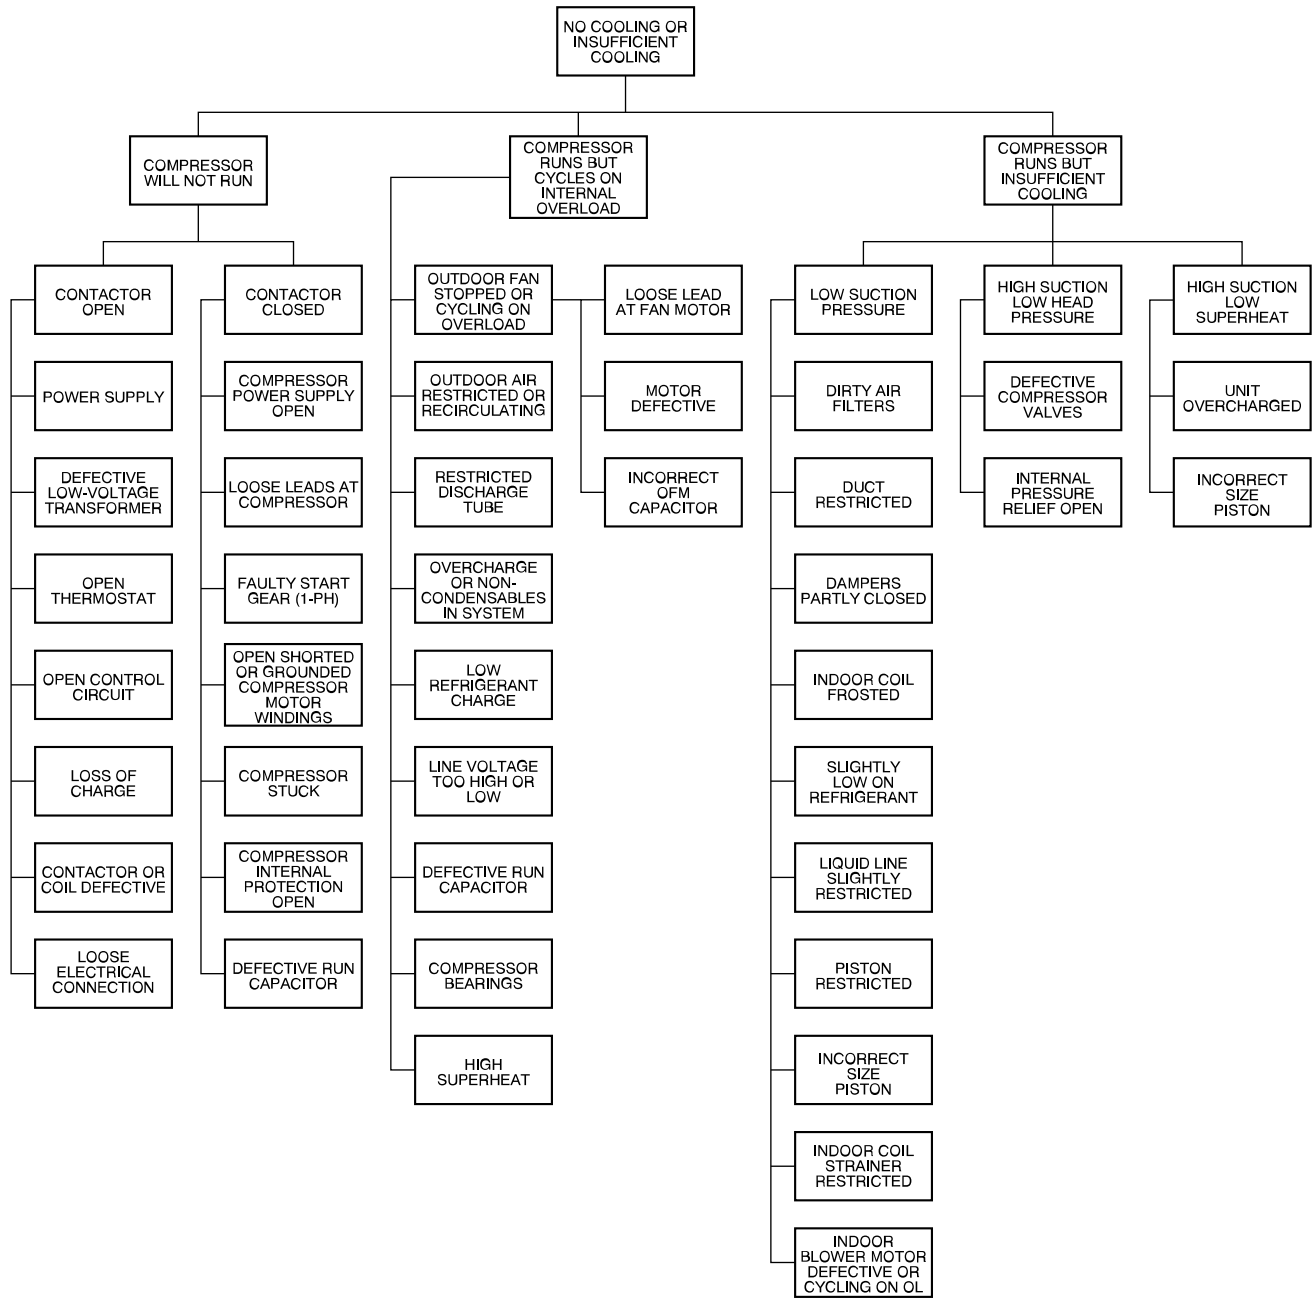 NO COOLING OR
INSUFFICIENT
COOLING
COMPRESSOR
WILL NOT RUN
COMPRESSOR
RUNS BUT
CYCLES ON
INTERNAL
OVERLOAD
COMPRESSOR
RUNS BUT
INSUFFICIENT
COOLING
CONTACTOR
OPEN
POWER SUPPLY
DEFECTIVE
LOW-VOLTAGE
TRANSFORMER
OPEN
THERMOSTAT
OPEN CONTROL
CIRCUIT
LOSS OF
CHARGE
CONTACTOR OR
COIL DEFECTIVE
LOOSE
ELECTRICAL
CONNECTION
CONTACTOR
CLOSED
COMPRESSOR
POWER SUPPLY
OPEN
LOOSE LEADS AT
COMPRESSOR
FAULTY START
GEAR (1-PH)
OPEN SHORTED
OR GROUNDED
COMPRESSOR
MOTOR
WINDINGS
COMPRESSOR
STUCK
COMPRESSOR
INTERNAL
PROTECTION
OPEN
DEFECTIVE RUN
CAPACITOR
OUTDOOR FAN
STOPPED OR
CYCLING ON
OVERLOAD
OUTDOOR AIR
RESTRICTED OR
RECIRCULATING
RESTRICTED
DISCHARGE
TUBE
OVERCHARGE
OR NON-
CONDENSABLES
IN SYSTEM
LOW
REFRIGERANT
CHARGE
LINE VOLTAGE
TOO HIGH OR
LOW
DEFECTIVE RUN
CAPACITOR
COMPRESSOR
BEARINGS
HIGH
SUPERHEAT
LOOSE LEAD
AT FAN MOTOR
MOTOR
DEFECTIVE
INCORRECT
OFM
CAPACITOR
LOW SUCTION
PRESSURE
DIRTY AIR
FILTERS
DUCT
RESTRICTED
DAMPERS
PARTLY CLOSED
INDOOR COIL
FROSTED
SLIGHTLY
LOW ON
REFRIGERANT
LIQUID LINE
SLIGHTLY
RESTRICTED
PISTON
RESTRICTED
INCORRECT
SIZE
PISTON
INDOOR COIL
STRAINER
RESTRICTED
INDOOR
BLOWER MOTOR
DEFECTIVE OR
CYCLING ON OL
HIGH SUCTION
LOW HEAD
PRESSURE
DEFECTIVE
COMPRESSOR
VALVES
INTERNAL
PRESSURE
RELIEF OPEN
HIGH SUCTION
LOW
SUPERHEAT
UNIT
OVERCHARGED
INCORRECT
SIZE
PISTON